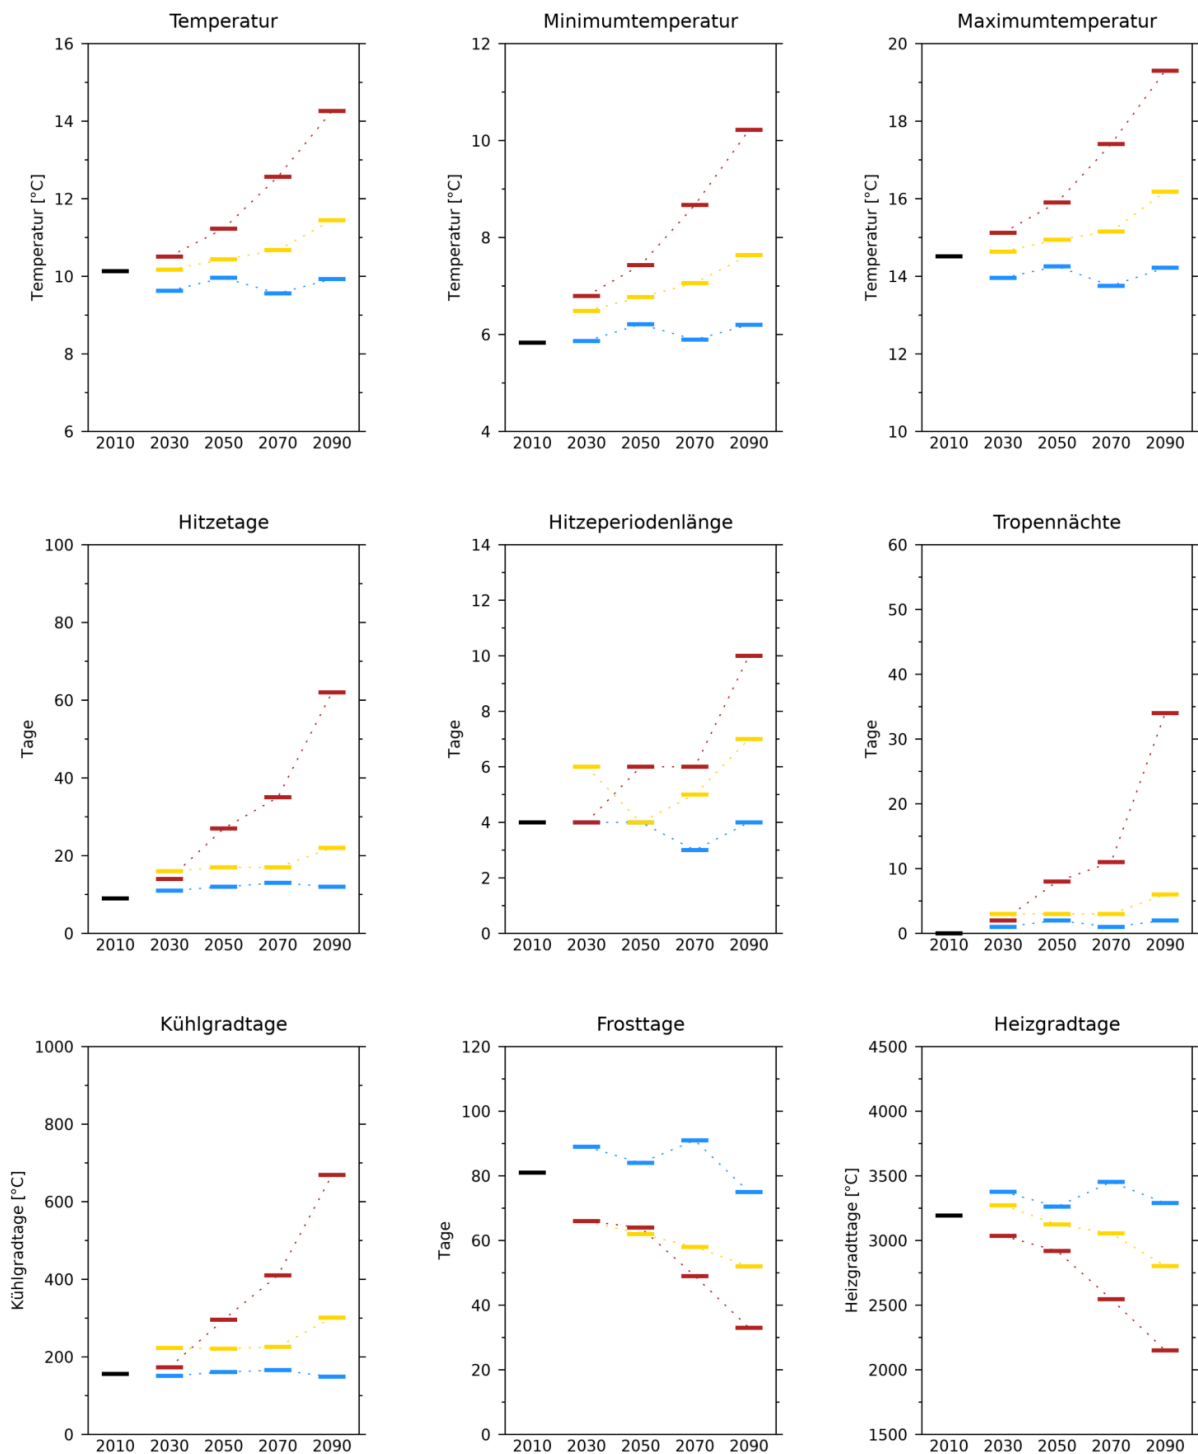 Temperatur
Minimumtemperatur
Maximumtemperatur
Temperatur [°C]
16
14
12
10
8
6
2010 2030 2050 2070 2090
Temperatur [°C]
12
10
8
6
4
2010 2030 2050 2070 2090
Temperatur [°C]
20
18
16
14
12
10
2010 2030 2050 2070 2090
Hitzetage
Hitzeperiodenlänge
Tropennächte
Tage
100
80
60
40
20
0
2010 2030 2050 2070 2090
Tage
14
12
10
8
6
4
2
0
2010 2030 2050 2070 2090
Tage
60
50
40
30
20
10
0
2010 2030 2050 2070 2090
Kühlgradtage
Frosttage
Heizgradtage
Kühlgradtage [°C]
1000
800
600
400
200
0
2010 2030 2050 2070 2090
Tage
120
100
80
60
40
20
0
2010 2030 2050 2070 2090
Heizgradttage [°C]
4500
4000
3500
3000
2500
2000
1500
2010 2030 2050 2070 2090